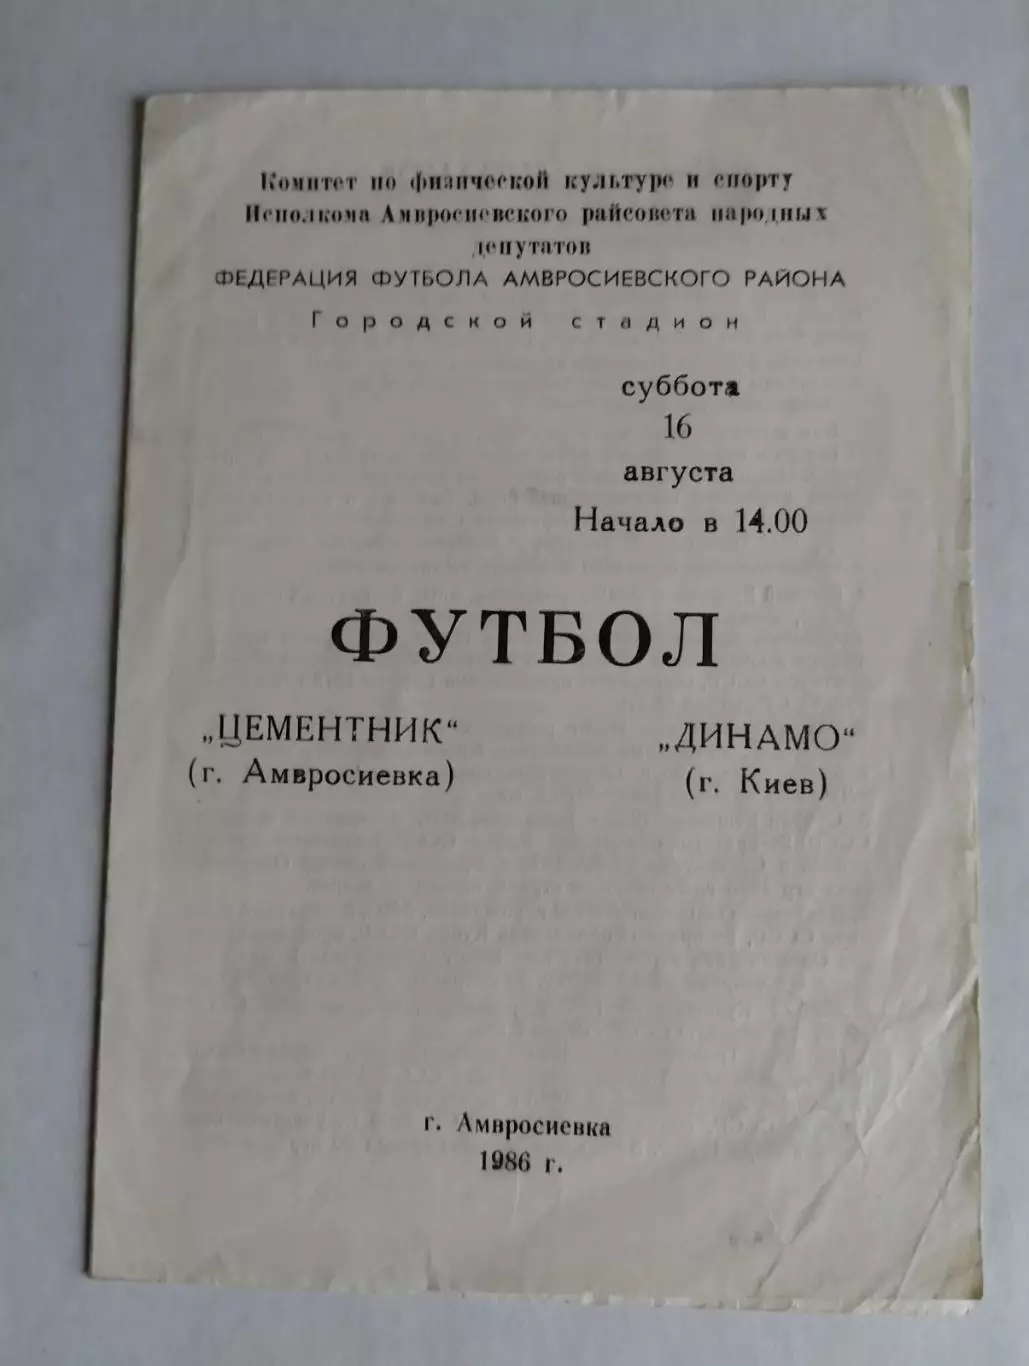 Комитет по физической культуре и спорту
Исполкома Амвросиевского райсовета народных
депутатов
ФЕДЕРАЦИЯ ФУТБОЛА АМВРОСИЕВСКОГО РАЙОНА
Городской стадион
суббота
16
августа
Начало в 14.00
ФУТБОЛ
„ЦЕМЕНТНИК“ „ДИНАМО“
(г. Амвросиевка) (г. Киев)
г. Амвросиевка
1986 г.